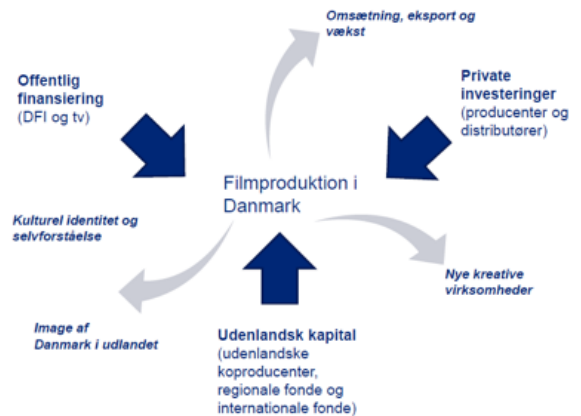 Omsætning, eksport og
vækst
Offentlig
finansiering
(DFI og tv)
Private
investeringer
(producenter og
distributører)
Filmproduktion i
Danmark
Kulturel identitet og
selvforståelse
Nye kreative
virksomheder
Image af
Danmark i udlandet
Udenlandsk kapital
(udenlandske
koproducenter,
regionale fonde og
internationale fonde)